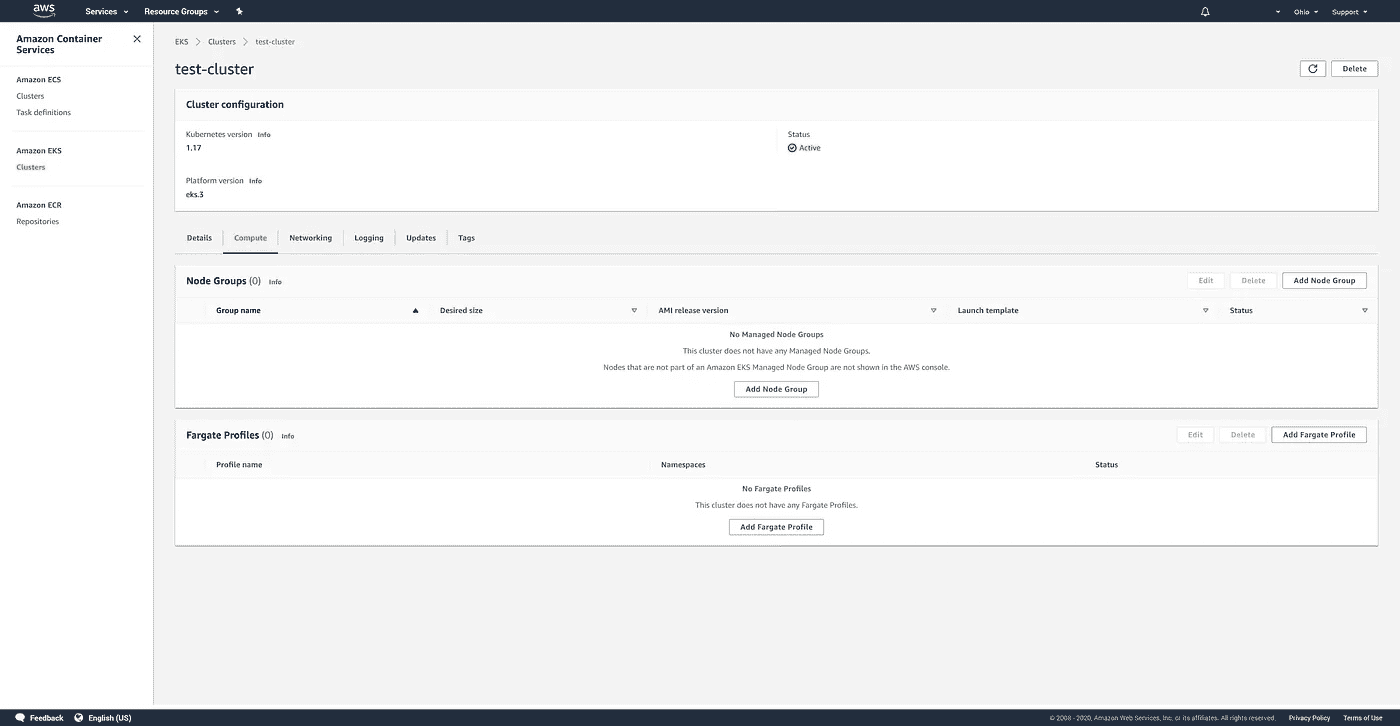 aws Services Resource Groups Ohio Support
Amazon Container
Services
Amazon ECS
Clusters
Task definitions
Amazon EKS
Clusters
Amazon ECR
Repositories
EKS Clusters test-cluster
test-cluster
Delete
Cluster configuration
Kubernetes version Info
1.17
Status
Active
Platform version Info
eks.3
Details Compute Networking Logging Updates Tags
Node Groups (0) Info Edit Delete Add Node Group
Group name Desired size AMI release version Launch template Status
No Managed Node Groups
This cluster does not have any Managed Node Groups.
Nodes that are not part of an Amazon EKS Managed Node Group are not shown in the AWS console.
Add Node Group
Fargate Profiles (0) Info Edit Delete Add Fargate Profile
Profile name Namespaces Status
No Fargate Profiles
This cluster does not have any Fargate Profiles.
Add Fargate Profile
Feedback English (US) © 2008 - 2020, Amazon Web Services, Inc. or its affiliates. All rights reserved. Privacy Policy Terms of Use